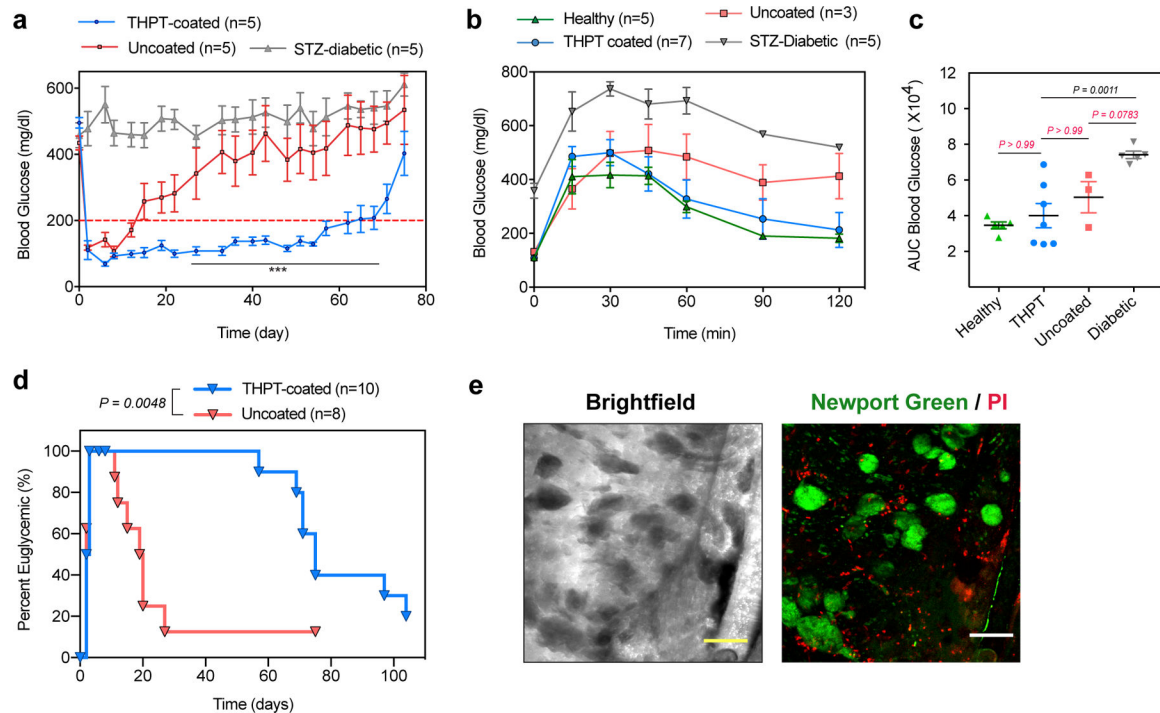 a
THPT-coated (n=5)
Uncoated (n=5)
STZ-diabetic (n=5)
Blood Glucose (mg/dl)
600
400
200
0
***
0
20
40
60
80
Time (day)
b
Healthy (n=5)
Uncoated (n=3)
THPT coated (n=7)
STZ-Diabetic (n=5)
Blood Glucose (mg/dl)
800
600
400
200
0
0
30
60
90
120
Time (min)
c
AUC Blood Glucose ( X10⁴)
12
10
8
6
4
2
P = 0.0011
P = 0.0783
P > 0.99
P > 0.99
Healthy
THPT
Uncoated
Diabetic
d
P = 0.0048
THPT-coated (n=10)
Uncoated (n=8)
Percent Euglycemic (%)
100
80
60
40
20
0
0
20
40
60
80
100
Time (days)
e
Brightfield
Newport Green / PI